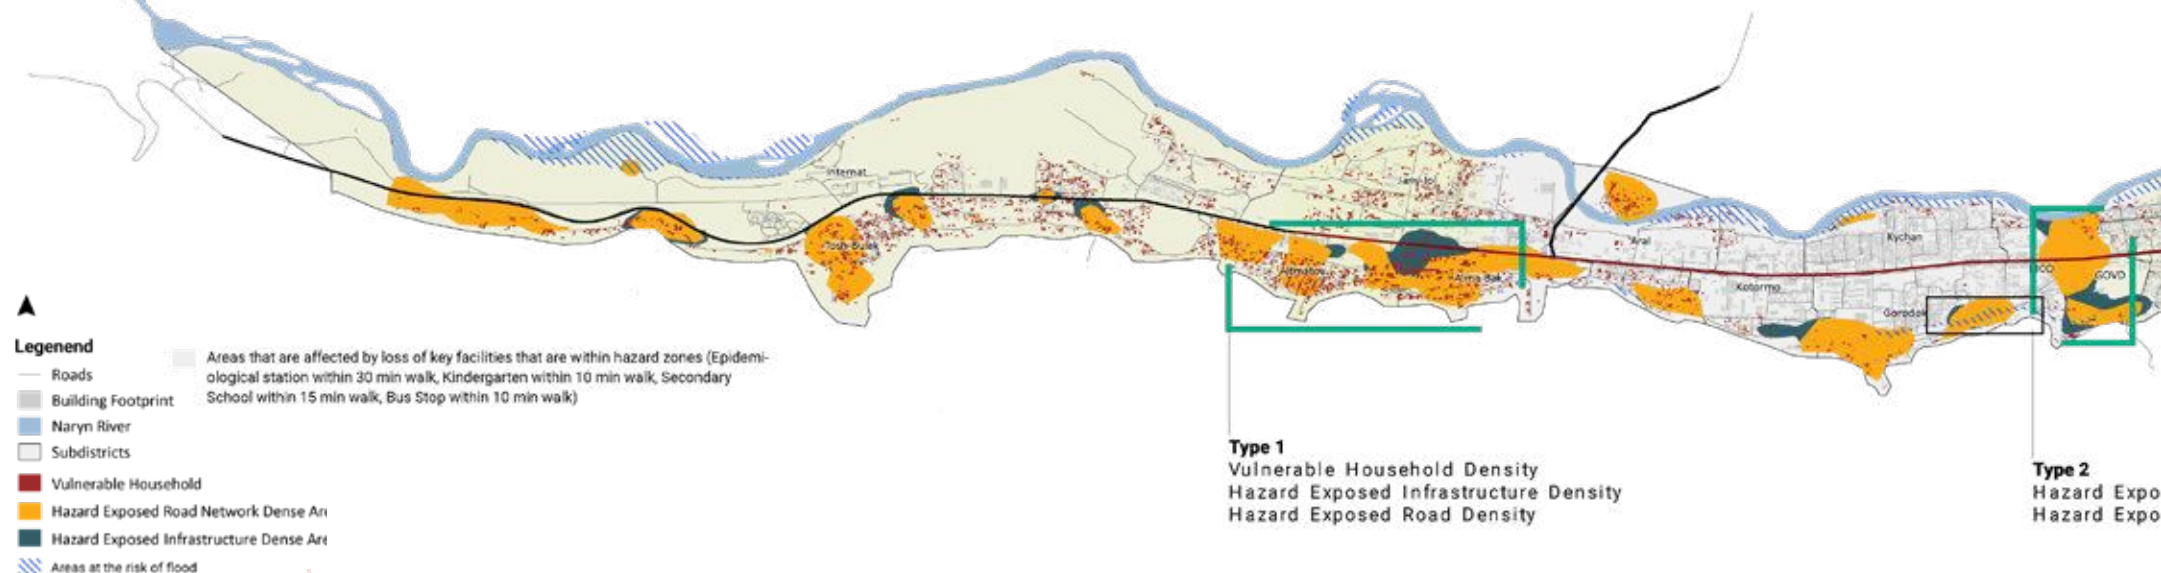 Internat
Jany-Jol
Tosh-Bulak
Aral
Kychan
Alma-Bak
Kotormo
GOVD
Gorodok
Legenend
Roads
Building Footprint
Naryn River
Subdistricts
Vulnerable Household
Hazard Exposed Road Network Dense Are
Hazard Exposed Infrastructure Dense Are
Areas at the risk of flood
Areas that are affected by loss of key facilities that are within hazard zones (Epidemi-
ological station within 30 min walk, Kindergarten within 10 min walk, Secondary
School within 15 min walk, Bus Stop within 10 min walk)
Type 1
Vulnerable Household Density
Hazard Exposed Infrastructure Density
Hazard Exposed Road Density
Type 2
Hazard Expo
Hazard Expo